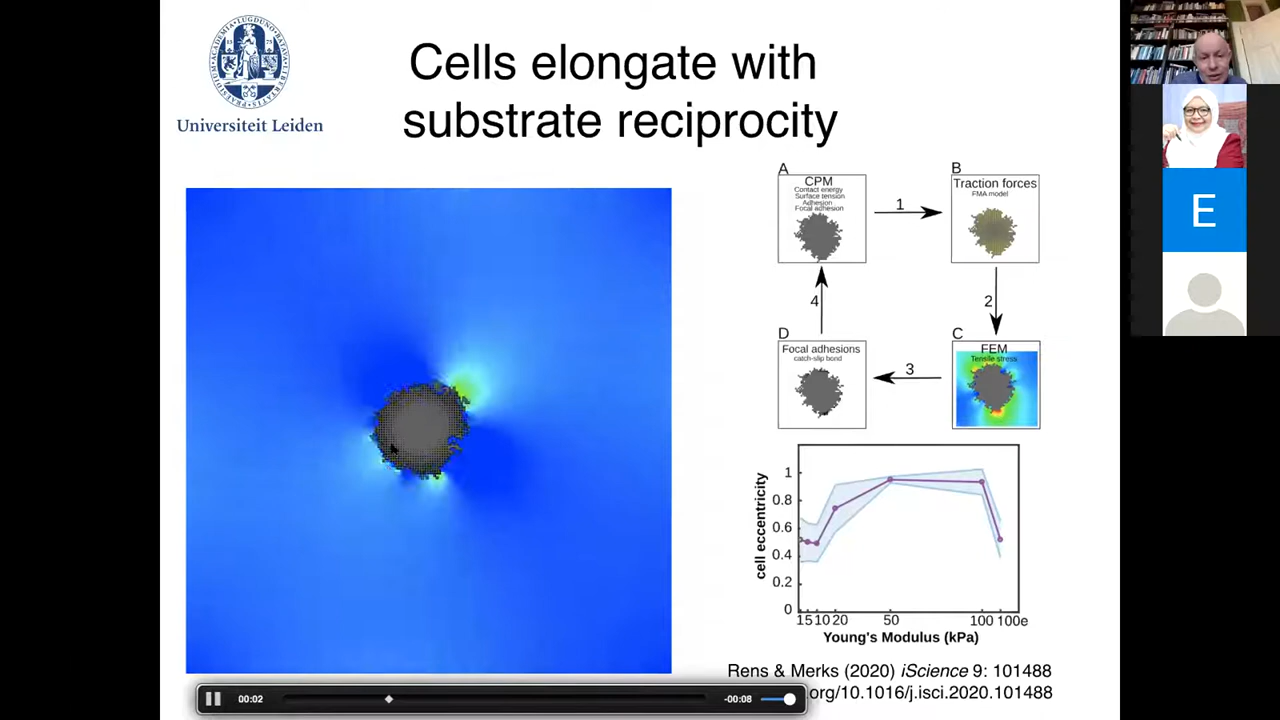 Cells elongate with
substrate reciprocity
Universiteit Leiden
A
CPM
Contact energy
Surface tension
Adhesion
Focal adhesion
1
B
Traction forces
FMA model
2
C
FEM
Tensile stress
3
D
Focal adhesions
catch-slip bond
4
cell eccentricity
1
0.8
0.6
0.4
0.2
0
1 5 10 20 50 100 100e
Young's Modulus (kPa)
Rens & Merks (2020) iScience 9: 101488
.org/10.1016/j.isci.2020.101488
00:02
-00:08
E